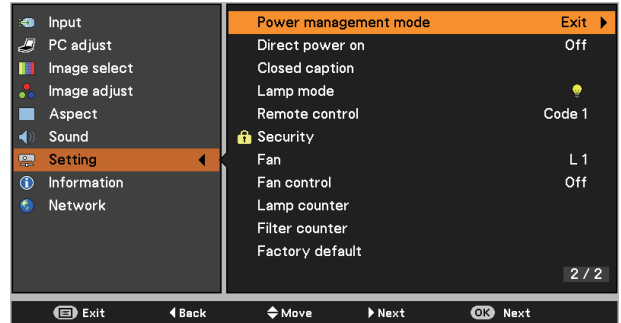 Input
PC adjust
Image select
Image adjust
Aspect
Sound
Setting
Information
Network
Power management mode Exit
Direct power on Off
Closed caption
Lamp mode
Remote control Code 1
Security
Fan L 1
Fan control Off
Lamp counter
Filter counter
Factory default
2 / 2
Exit Back Move Next OK Next